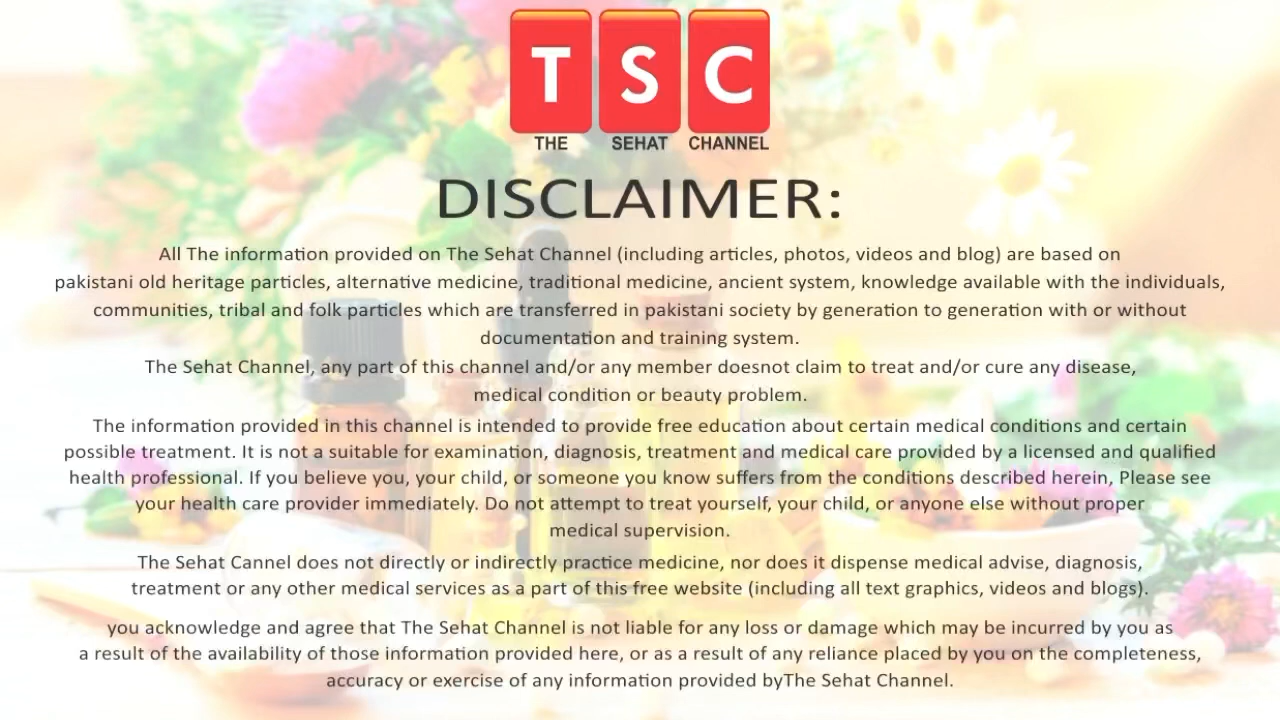 T S C
THE SEHAT CHANNEL
DISCLAIMER:
All The information provided on The Sehat Channel (including articles, photos, videos and blog) are based on
pakistani old heritage particles, alternative medicine, traditional medicine, ancient system, knowledge available with the individuals,
communities, tribal and folk particles which are transferred in pakistani society by generation to generation with or without
documentation and training system.
The Sehat Channel, any part of this channel and/or any member doesnot claim to treat and/or cure any disease,
medical condition or beauty problem.
The information provided in this channel is intended to provide free education about certain medical conditions and certain
possible treatment. It is not a suitable for examination, diagnosis, treatment and medical care provided by a licensed and qualified
health professional. If you believe you, your child, or someone you know suffers from the conditions described herein, Please see
your health care provider immediately. Do not attempt to treat yourself, your child, or anyone else without proper
medical supervision.
The Sehat Cannel does not directly or indirectly practice medicine, nor does it dispense medical advise, diagnosis,
treatment or any other medical services as a part of this free website (including all text graphics, videos and blogs).
you acknowledge and agree that The Sehat Channel is not liable for any loss or damage which may be incurred by you as
a result of the availability of those information provided here, or as a result of any reliance placed by you on the completeness,
accuracy or exercise of any information provided byThe Sehat Channel.